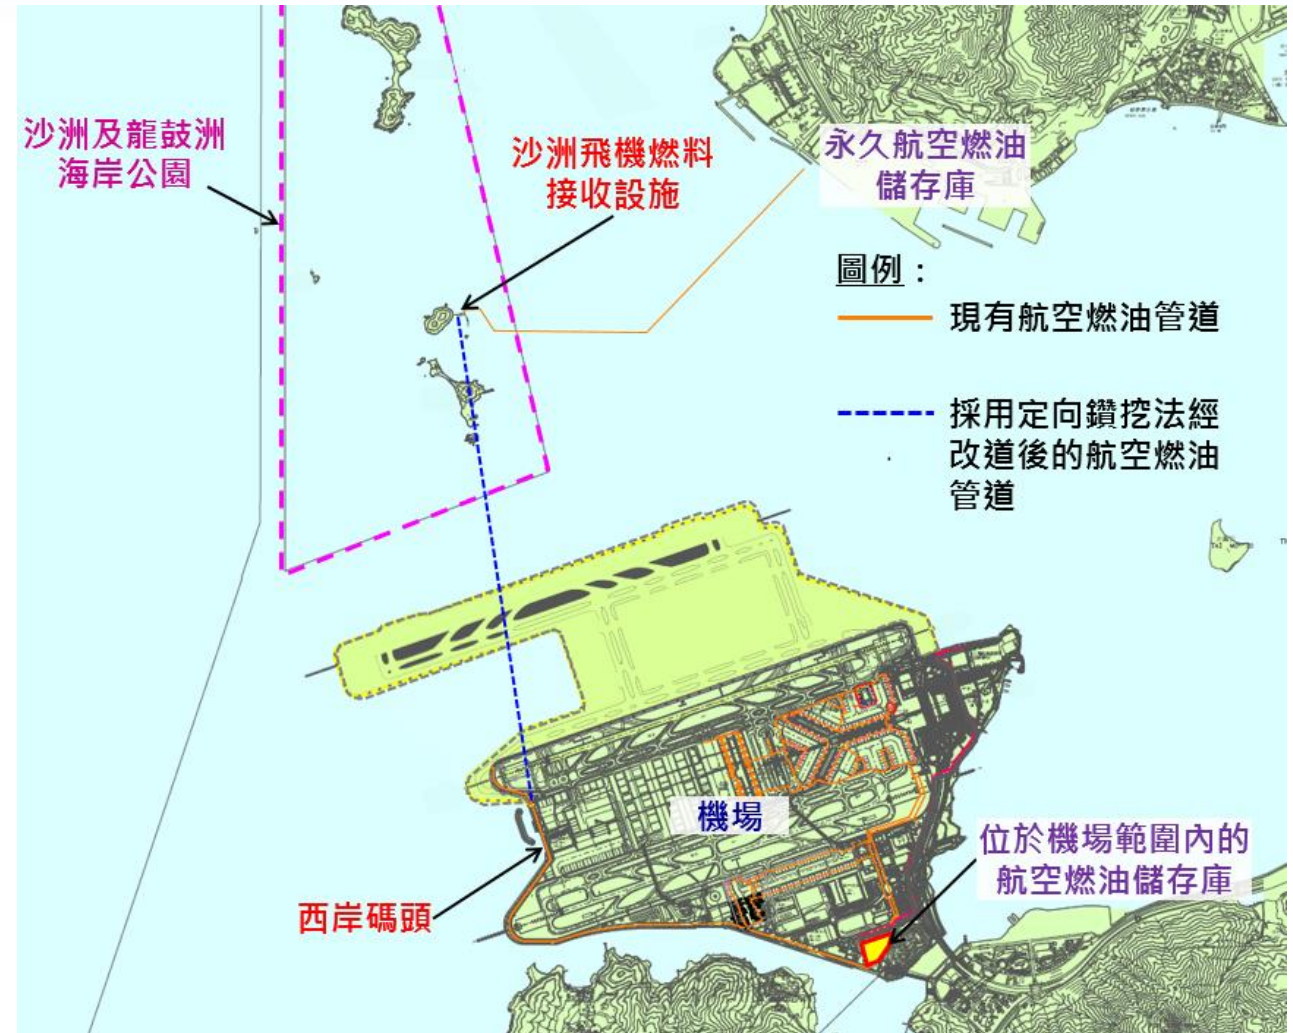 沙洲及龍鼓洲
海岸公園
沙洲飛機燃料
接收設施
永久航空燃油
儲存庫
圖例：
現有航空燃油管道
採用定向鑽挖法經
改道後的航空燃油
管道
機場
位於機場範圍內的
航空燃油儲存庫
西岸碼頭